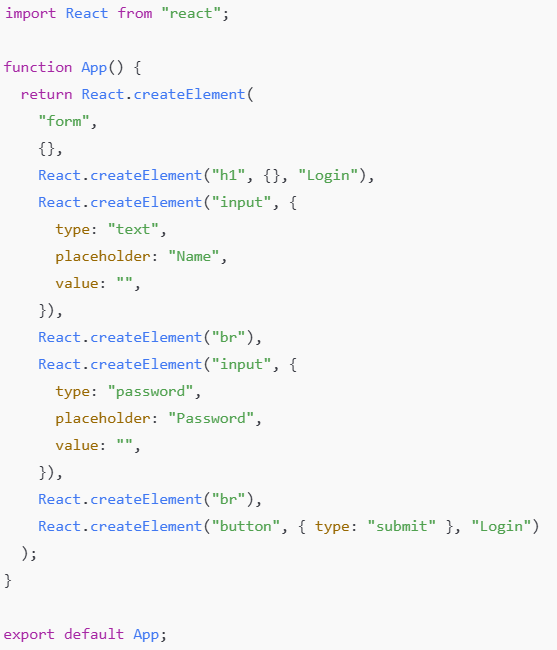 import React from "react";

function App() {
  return React.createElement(
    "form",
    {},
    React.createElement("h1", {}, "Login"),
    React.createElement("input", {
      type: "text",
      placeholder: "Name",
      value: "",
    }),
    React.createElement("br"),
    React.createElement("input", {
      type: "password",
      placeholder: "Password",
      value: "",
    }),
    React.createElement("br"),
    React.createElement("button", { type: "submit" }, "Login")
  );
}

export default App;